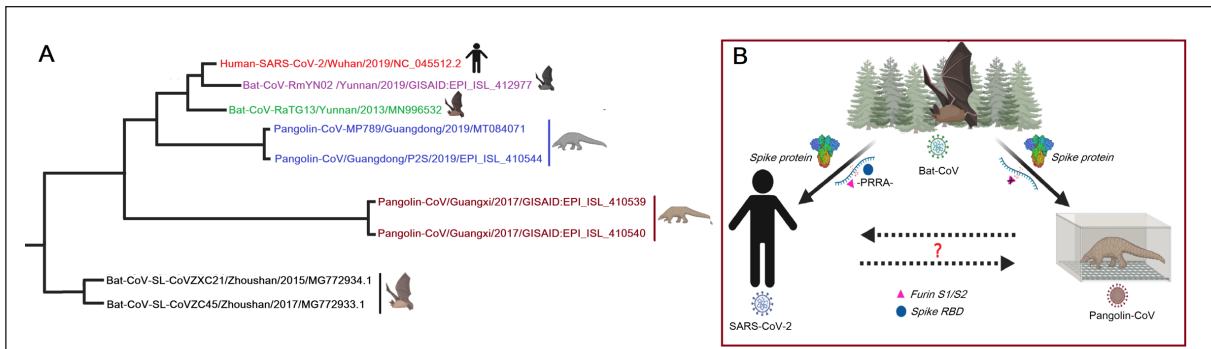 A
Human-SARS-CoV-2/Wuhan/2019/NC_045512.2
Bat-CoV-RmYN02 /Yunnan/2019/GISAID:EPI_ISL_412977
Bat-CoV-RaTG13/Yunnan/2013/MN996532
Pangolin-CoV-MP789/Guangdong/2019/MT084071
Pangolin-CoV/Guangdong/P2S/2019/EPI_ISL_410544
Pangolin-CoV/Guangxi/2017/GISAID:EPI_ISL_410539
Pangolin-CoV/Guangxi/2017/GISAID:EPI_ISL_410540
Bat-CoV-SL-CoVZXC21/Zhoushan/2015/MG772934.1
Bat-CoV-SL-CoVZC45/Zhoushan/2017/MG772933.1
B
Spike protein
Spike protein
-PRRA-
Bat-CoV
?
Furin S1/S2
Spike RBD
SARS-CoV-2
Pangolin-CoV